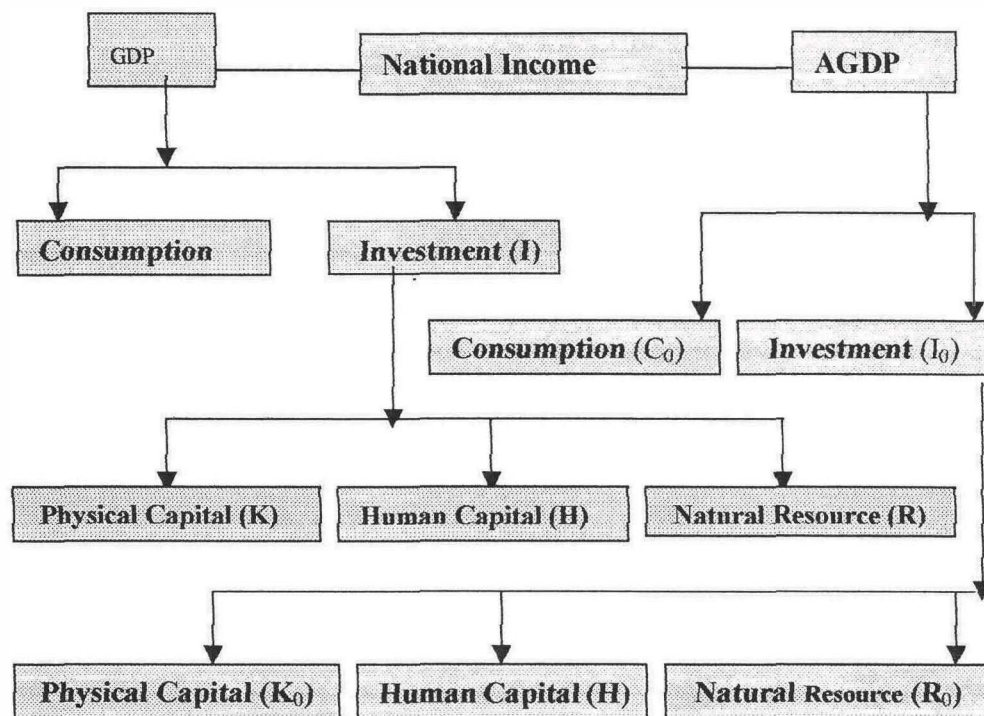 GDP
National Income
AGDP
Consumption
Investment (I)
Consumption (C₀)
Investment (I₀)
Physical Capital (K)
Human Capital (H)
Natural Resource (R)
Physical Capital (K₀)
Human Capital (H)
Natural Resource (R₀)